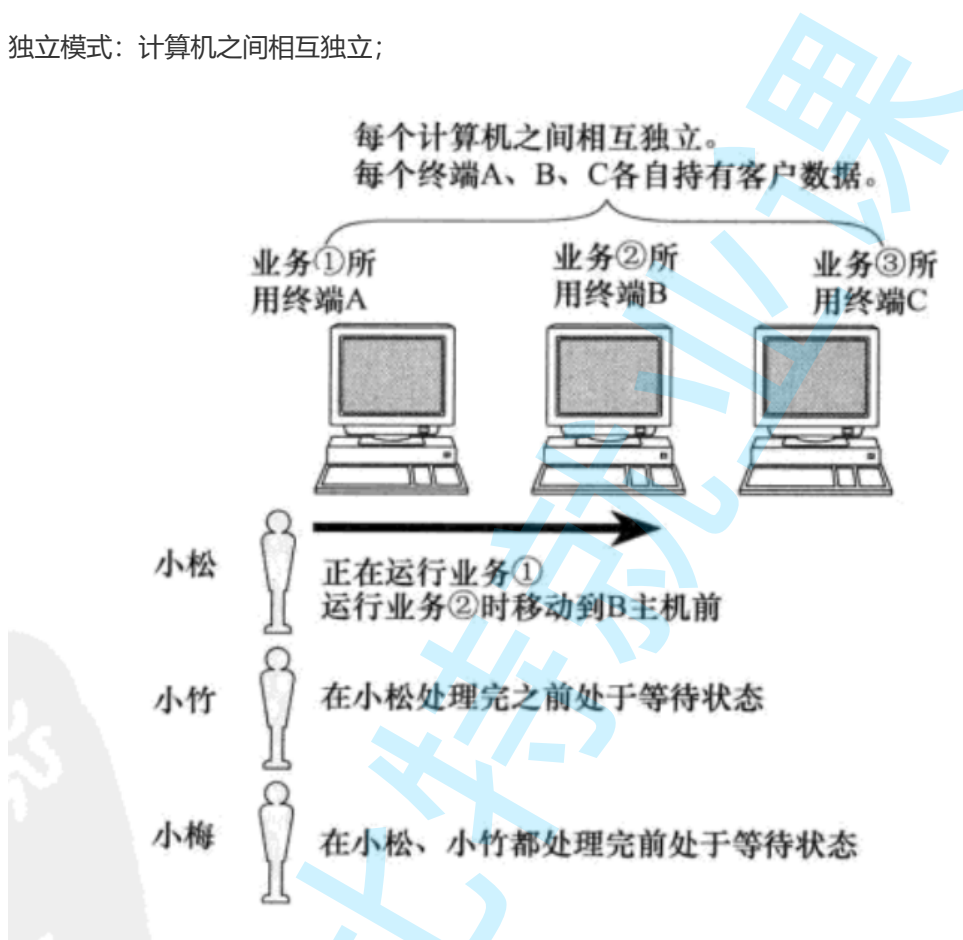 独立模式：计算机之间相互独立；
每个计算机之间相互独立。
每个终端A、B、C各自持有客户数据。
业务①所
用终端A
业务②所
用终端B
业务③所
用终端C
小松
正在运行业务①
运行业务②时移动到B主机前
小竹
在小松处理完之前处于等待状态
小梅
在小松、小竹都处理完前处于等待状态
比特就业课